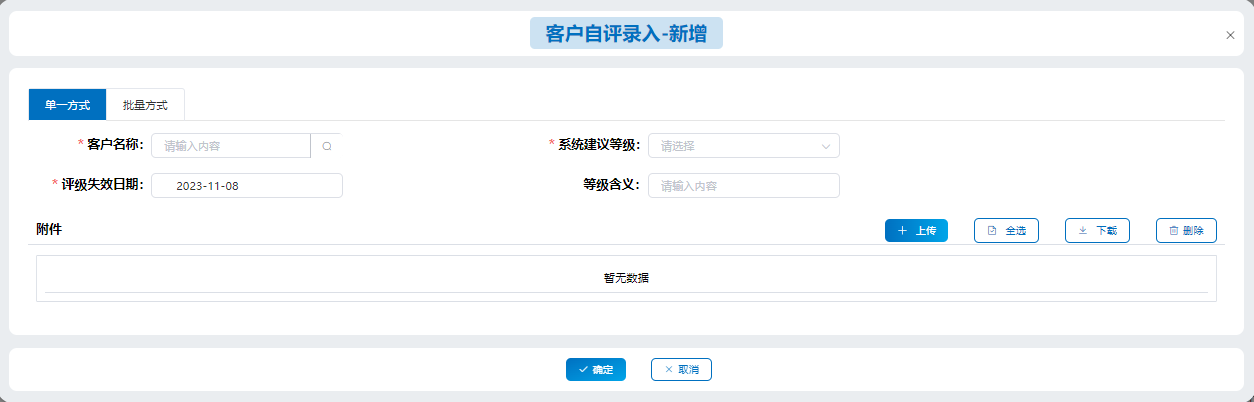 客户自评录入-新增
单一方式 批量方式
* 客户名称: 请输入内容 * 系统建议等级: 请选择
* 评级失效日期: 2023-11-08 等级含义: 请输入内容
附件 上传 全选 下载 删除
暂无数据
确定 取消